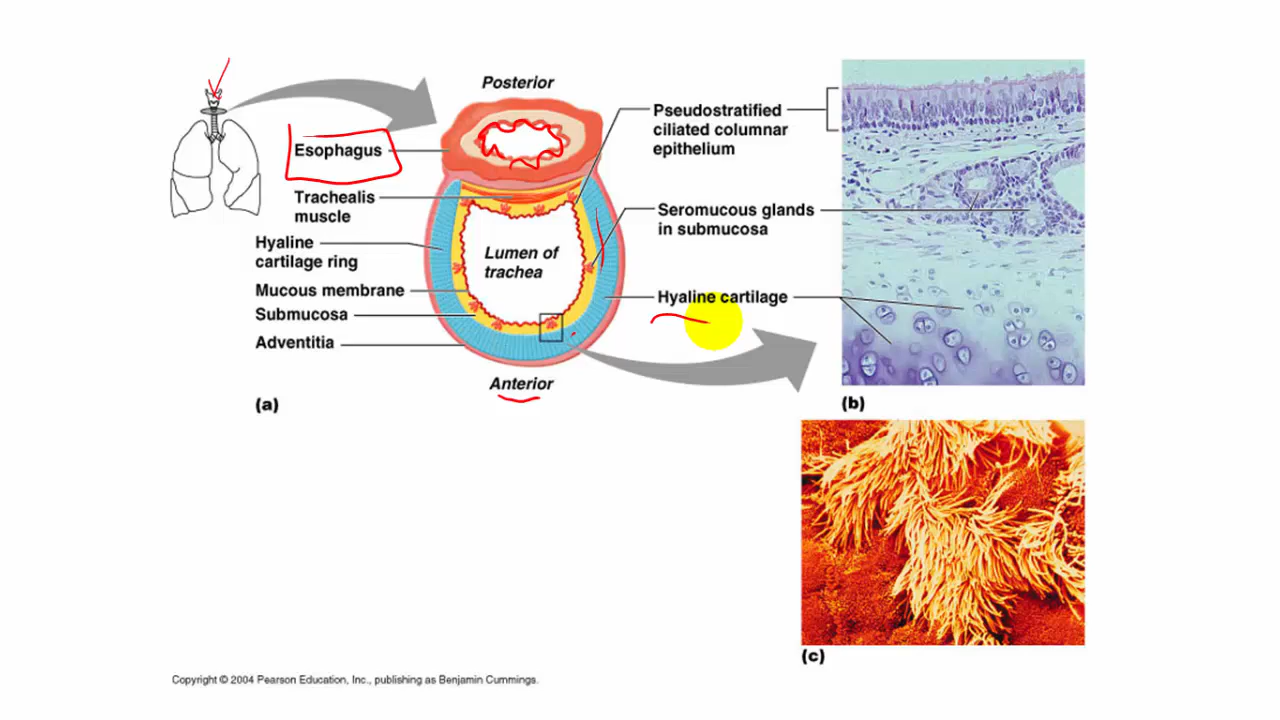 Posterior
Esophagus
Trachealis
muscle
Hyaline
cartilage ring
Mucous membrane
Submucosa
Adventitia
Lumen of
trachea
Anterior
Pseudostratified
ciliated columnar
epithelium
Seromucous glands
in submucosa
Hyaline cartilage
(a)
(b)
(c)
Copyright © 2004 Pearson Education, Inc., publishing as Benjamin Cummings.